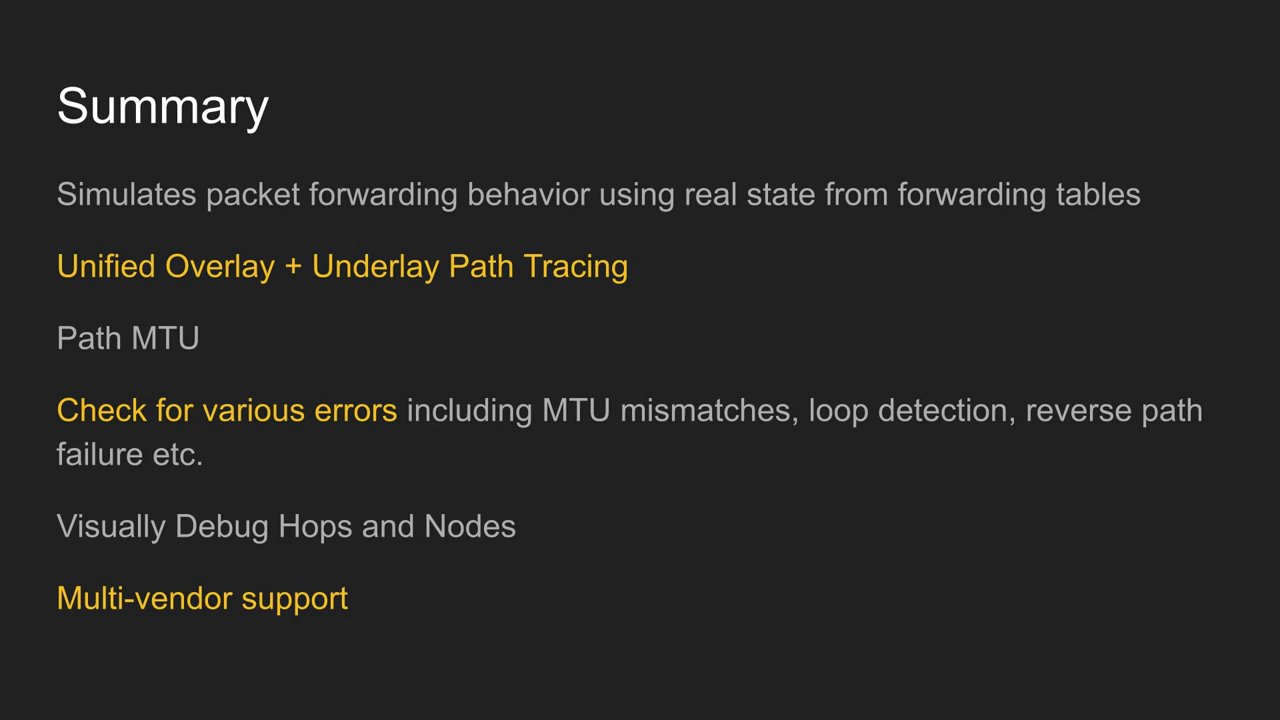 Summary
Simulates packet forwarding behavior using real state from forwarding tables
Unified Overlay + Underlay Path Tracing
Path MTU
Check for various errors including MTU mismatches, loop detection, reverse path
failure etc.
Visually Debug Hops and Nodes
Multi-vendor support